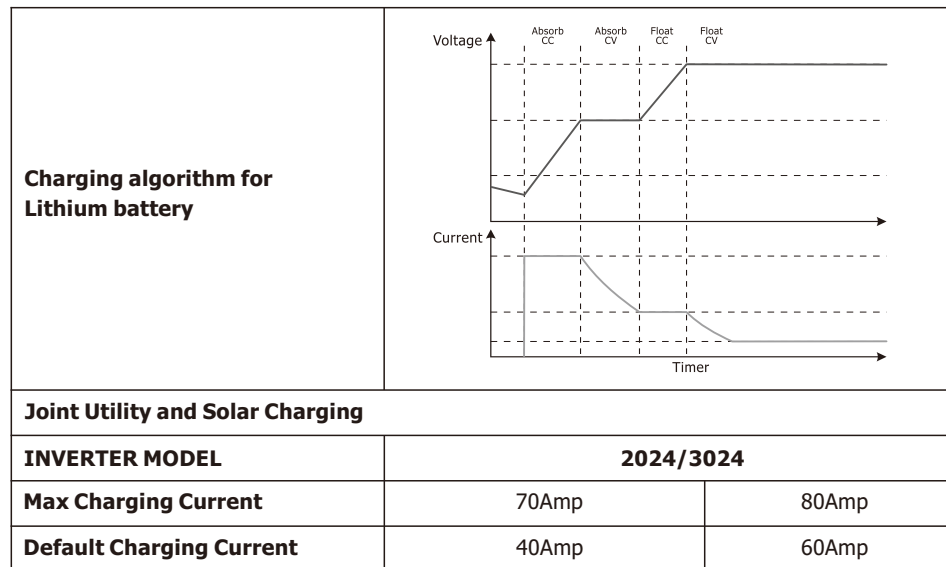 Charging algorithm for
Lithium battery
Voltage
Absorb
CC
Absorb
CV
Float
CC
Float
CV
Current
Timer
Joint Utility and Solar Charging
INVERTER MODEL 2024/3024
Max Charging Current 70Amp 80Amp
Default Charging Current 40Amp 60Amp